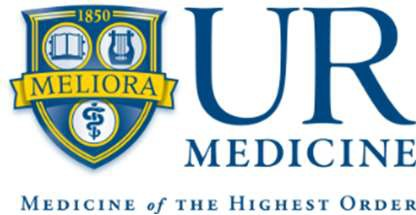 1850
MELIORA
UR
MEDICINE
MEDICINE of THE HIGHEST ORDER